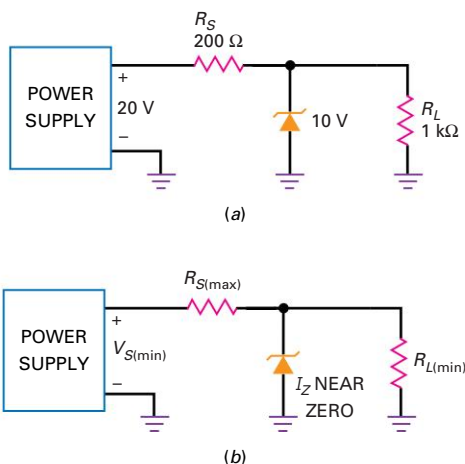 R_S
200 Ω
POWER
SUPPLY
+
20 V
–
10 V
R_L
1 kΩ
(a)
R_S(max)
POWER
SUPPLY
+
V_S(min)
–
I_Z NEAR
ZERO
R_L(min)
(b)